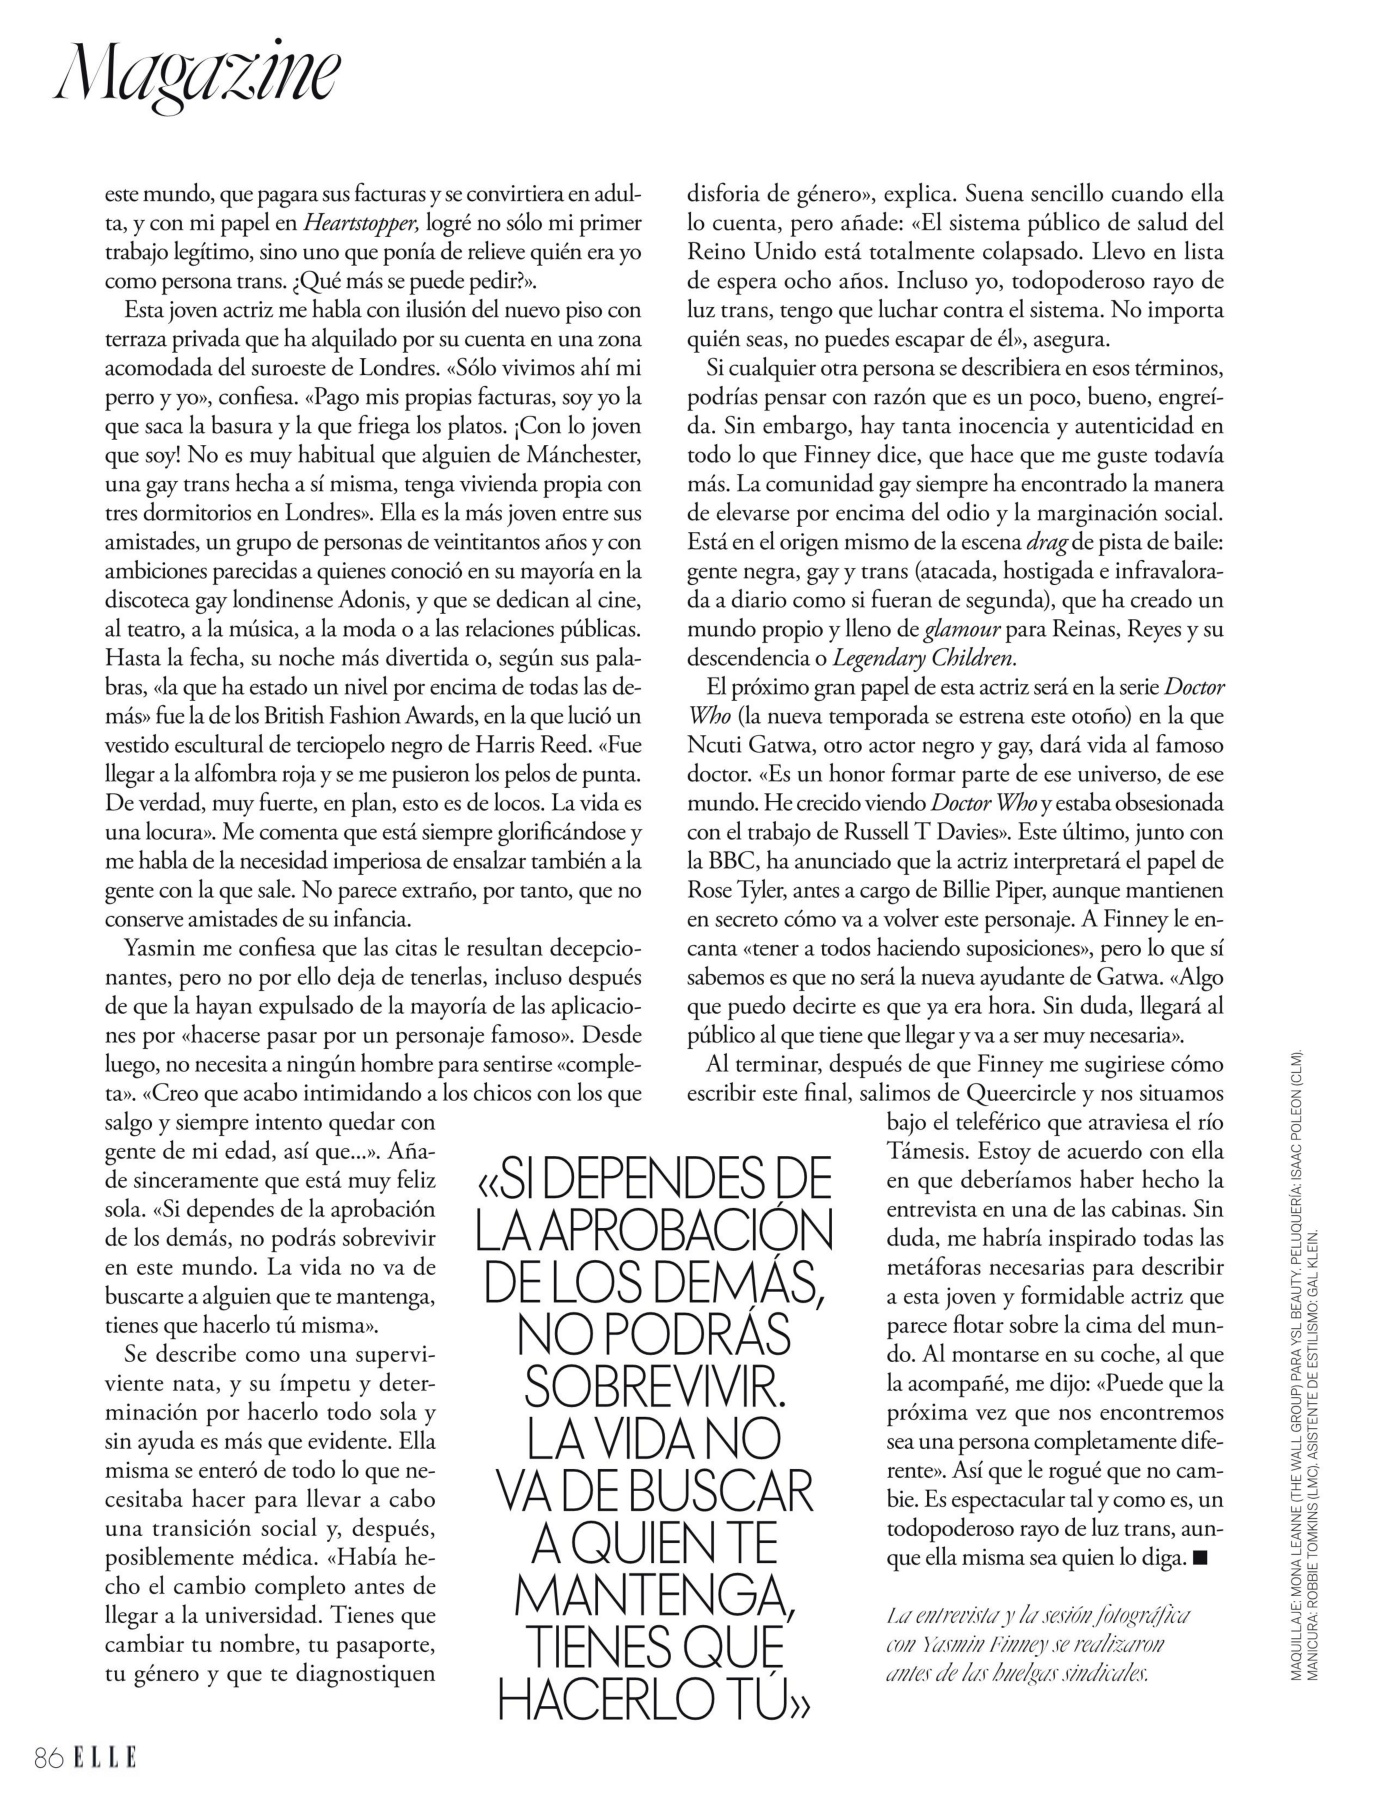 Magazine
este mundo, que pagara sus facturas y se convirtiera en adul-
ta, y con mi papel en Heartstopper, logré no sólo mi primer
trabajo legítimo, sino uno que ponía de relieve quién era yo
como persona trans. ¿Qué más se puede pedir?».
Esta joven actriz me habla con ilusión del nuevo piso con
terraza privada que ha alquilado por su cuenta en una zona
acomodada del suroeste de Londres. «Sólo vivimos ahí mi
perro y yo», confiesa. «Pago mis propias facturas, soy yo la
que saca la basura y la que friega los platos. ¡Con lo joven
que soy! No es muy habitual que alguien de Mánchester,
una gay trans hecha a sí misma, tenga vivienda propia con
tres dormitorios en Londres». Ella es la más joven entre sus
amistades, un grupo de personas de veintitantos años y con
ambiciones parecidas a quienes conoció en su mayoría en la
discoteca gay londinense Adonis, y que se dedican al cine,
al teatro, a la música, a la moda o a las relaciones públicas.
Hasta la fecha, su noche más divertida o, según sus pala-
bras, «la que ha estado un nivel por encima de todas las de-
más» fue la de los British Fashion Awards, en la que lució un
vestido escultural de terciopelo negro de Harris Reed. «Fue
llegar a la alfombra roja y se me pusieron los pelos de punta.
De verdad, muy fuerte, en plan, esto es de locos. La vida es
una locura». Me comenta que está siempre glorificándose y
me habla de la necesidad imperiosa de ensalzar también a la
gente con la que sale. No parece extraño, por tanto, que no
conserve amistades de su infancia.
Yasmin me confiesa que las citas le resultan decepcio-
nantes, pero no por ello deja de tenerlas, incluso después
de que la hayan expulsado de la mayoría de las aplicacio-
nes por «hacerse pasar por un personaje famoso». Desde
luego, no necesita a ningún hombre para sentirse «comple-
ta». «Creo que acabo intimidando a los chicos con los que
salgo y siempre intento quedar con
gente de mi edad, así que...». Aña-
de sinceramente que está muy feliz
sola. «Si dependes de la aprobación
de los demás, no podrás sobrevivir
en este mundo. La vida no va de
buscarte a alguien que te mantenga,
tienes que hacerlo tú misma».
Se describe como una supervi-
viente nata, y su ímpetu y deter-
minación por hacerlo todo sola y
sin ayuda es más que evidente. Ella
misma se enteró de todo lo que ne-
cesitaba hacer para llevar a cabo
una transición social y, después,
posiblemente médica. «Había he-
cho el cambio completo antes de
llegar a la universidad. Tienes que
cambiar tu nombre, tu pasaporte,
tu género y que te diagnostiquen
disforia de género», explica. Suena sencillo cuando ella
lo cuenta, pero añade: «El sistema público de salud del
Reino Unido está totalmente colapsado. Llevo en lista
de espera ocho años. Incluso yo, todopoderoso rayo de
luz trans, tengo que luchar contra el sistema. No importa
quién seas, no puedes escapar de él», asegura.
Si cualquier otra persona se describiera en esos términos,
podrías pensar con razón que es un poco, bueno, engreí-
da. Sin embargo, hay tanta inocencia y autenticidad en
todo lo que Finney dice, que hace que me guste todavía
más. La comunidad gay siempre ha encontrado la manera
de elevarse por encima del odio y la marginación social.
Está en el origen mismo de la escena drag de pista de baile:
gente negra, gay y trans (atacada, hostigada e infravalora-
da a diario como si fueran de segunda), que ha creado un
mundo propio y lleno de glamour para Reinas, Reyes y su
descendencia o Legendary Children.
El próximo gran papel de esta actriz será en la serie Doctor
Who (la nueva temporada se estrena este otoño) en la que
Ncuti Gatwa, otro actor negro y gay, dará vida al famoso
doctor. «Es un honor formar parte de ese universo, de ese
mundo. He crecido viendo Doctor Who y estaba obsesionada
con el trabajo de Russell T Davies». Este último, junto con
la BBC, ha anunciado que la actriz interpretará el papel de
Rose Tyler, antes a cargo de Billie Piper, aunque mantienen
en secreto cómo va a volver este personaje. A Finney le en-
canta «tener a todos haciendo suposiciones», pero lo que sí
sabemos es que no será la nueva ayudante de Gatwa. «Algo
que puedo decirte es que ya era hora. Sin duda, llegará al
público al que tiene que llegar y va a ser muy necesaria».
Al terminar, después de que Finney me sugiriese cómo
escribir este final, salimos de Queercircle y nos situamos
bajo el teleférico que atraviesa el río
Támesis. Estoy de acuerdo con ella
en que deberíamos haber hecho la
entrevista en una de las cabinas. Sin
duda, me habría inspirado todas las
metáforas necesarias para describir
a esta joven y formidable actriz que
parece flotar sobre la cima del mun-
do. Al montarse en su coche, al que
la acompañé, me dijo: «Puede que la
próxima vez que nos encontremos
sea una persona completamente dife-
rente». Así que le rogué que no cam-
bie. Es espectacular tal y como es, un
todopoderoso rayo de luz trans, aun-
que ella misma sea quien lo diga. ■
La entrevista y la sesión fotográfica
con Yasmin Finney se realizaron
antes de las huelgas sindicales.
«SI DEPENDES DE
LA APROBACIÓN
DE LOS DEMÁS,
NO PODRÁS
SOBREVIVIR.
LA VIDA NO
VA DE BUSCAR
A QUIEN TE
MANTENGA,
TIENES QUE
HACERLO TÚ»
MAQUILLAJE: MONA LEANNE (THE WALL GROUP) PARA YSL BEAUTY. PELUQUERÍA: ISAAC POLEON (CLM).
MANICURA: ROBBIE TOMKINS (LMC). ASISTENTE DE ESTILISMO: GAL KLEIN.
86 ELLE